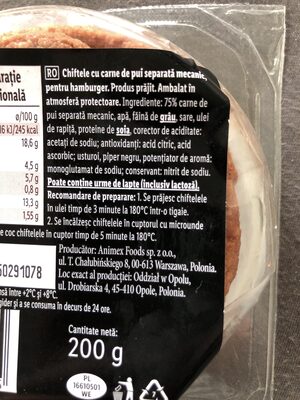 RO Chiftele cu carne de pui separată mecanic,
pentru hamburger. Produs prăjit. Ambalat în
atmosferă protectoare. Ingrediente: 75% carne de
pui separată mecanic, apă, făină de grâu, sare, ulei
de rapiță, proteine de soia, corector de aciditate:
acetați de sodiu; antioxidanți: acid citric, acid
ascorbic; usturoi, piper negru, potențiator de aromă:
monoglutamat de sodiu; conservant: nitrit de sodiu.
Poate conține urme de lapte (inclusiv lactoză).
Recomandare de preparare: 1. Se prăjesc chiftelele
în ulei timp de 3 minute la 180°C într-o tigaie.
2. Se încălzesc chiftelele în cuptorul cu microunde
e coc chiftelele în cuptor timp de 5 minute la 180°C.
rație
ională
ø/100 g
06 kJ/245 kcal
18,6 g
4,5 g
5,7 g
0,8 g
13,3 g
1,55 g
Producător: Animex Foods sp. z o.o.,
ul. T. Chałubińskiego 8, 00-613 Warszawa, Polonia.
Loc exact al producției: Oddział w Opolu,
ul. Drobiarska 4, 45-410 Opole, Polonia.
50291078
nsă între +2°C și +8°C.
gider și a se consuma în decurs de 24 ore.
Cantitate netă:
200 g
PL
16610501
WE